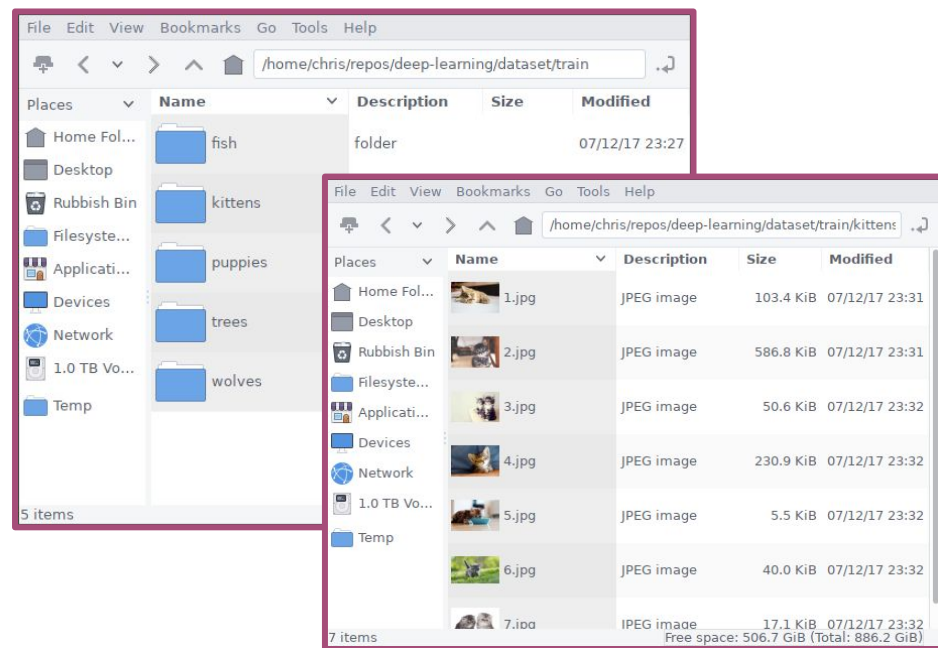 File Edit View Bookmarks Go Tools Help
/home/chris/repos/deep-learning/dataset/train
Places Name Description Size Modified
Home Fol... fish folder 07/12/17 23:27
Desktop
Rubbish Bin kittens
Filesyste...
Applicati... puppies
Devices
Network trees
1.0 TB Vo... wolves
Temp
5 items
File Edit View Bookmarks Go Tools Help
/home/chris/repos/deep-learning/dataset/train/kittens
Places Name Description Size Modified
Home Fol... 1.jpg JPEG image 103.4 KiB 07/12/17 23:31
Desktop
Rubbish Bin 2.jpg JPEG image 586.8 KiB 07/12/17 23:31
Filesyste...
Applicati... 3.jpg JPEG image 50.6 KiB 07/12/17 23:32
Devices
Network 4.jpg JPEG image 230.9 KiB 07/12/17 23:32
1.0 TB Vo... 5.jpg JPEG image 5.5 KiB 07/12/17 23:32
Temp
6.jpg JPEG image 40.0 KiB 07/12/17 23:32
7.jpg JPEG image 17.1 KiB 07/12/17 23:32
7 items Free space: 506.7 GiB (Total: 886.2 GiB)